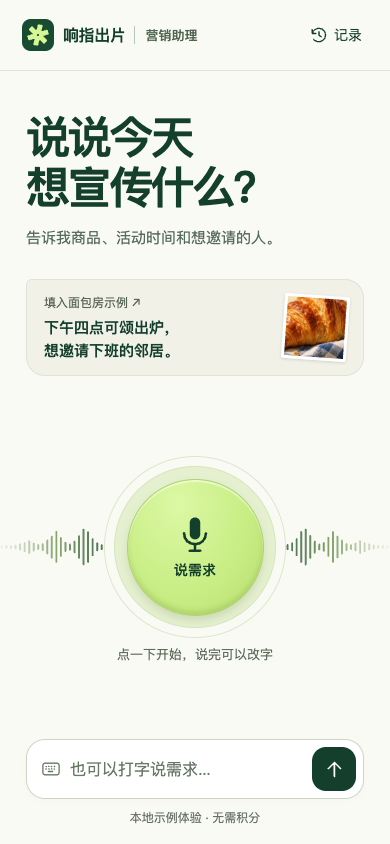 响指出片
营销助理
记录
说说今天
想宣传什么?
告诉我商品、活动时间和想邀请的人。
填入面包房示例 ↗
下午四点可颂出炉，
想邀请下班的邻居。
说需求
点一下开始，说完可以改字
也可以打字说需求...
本地示例体验 · 无需积分